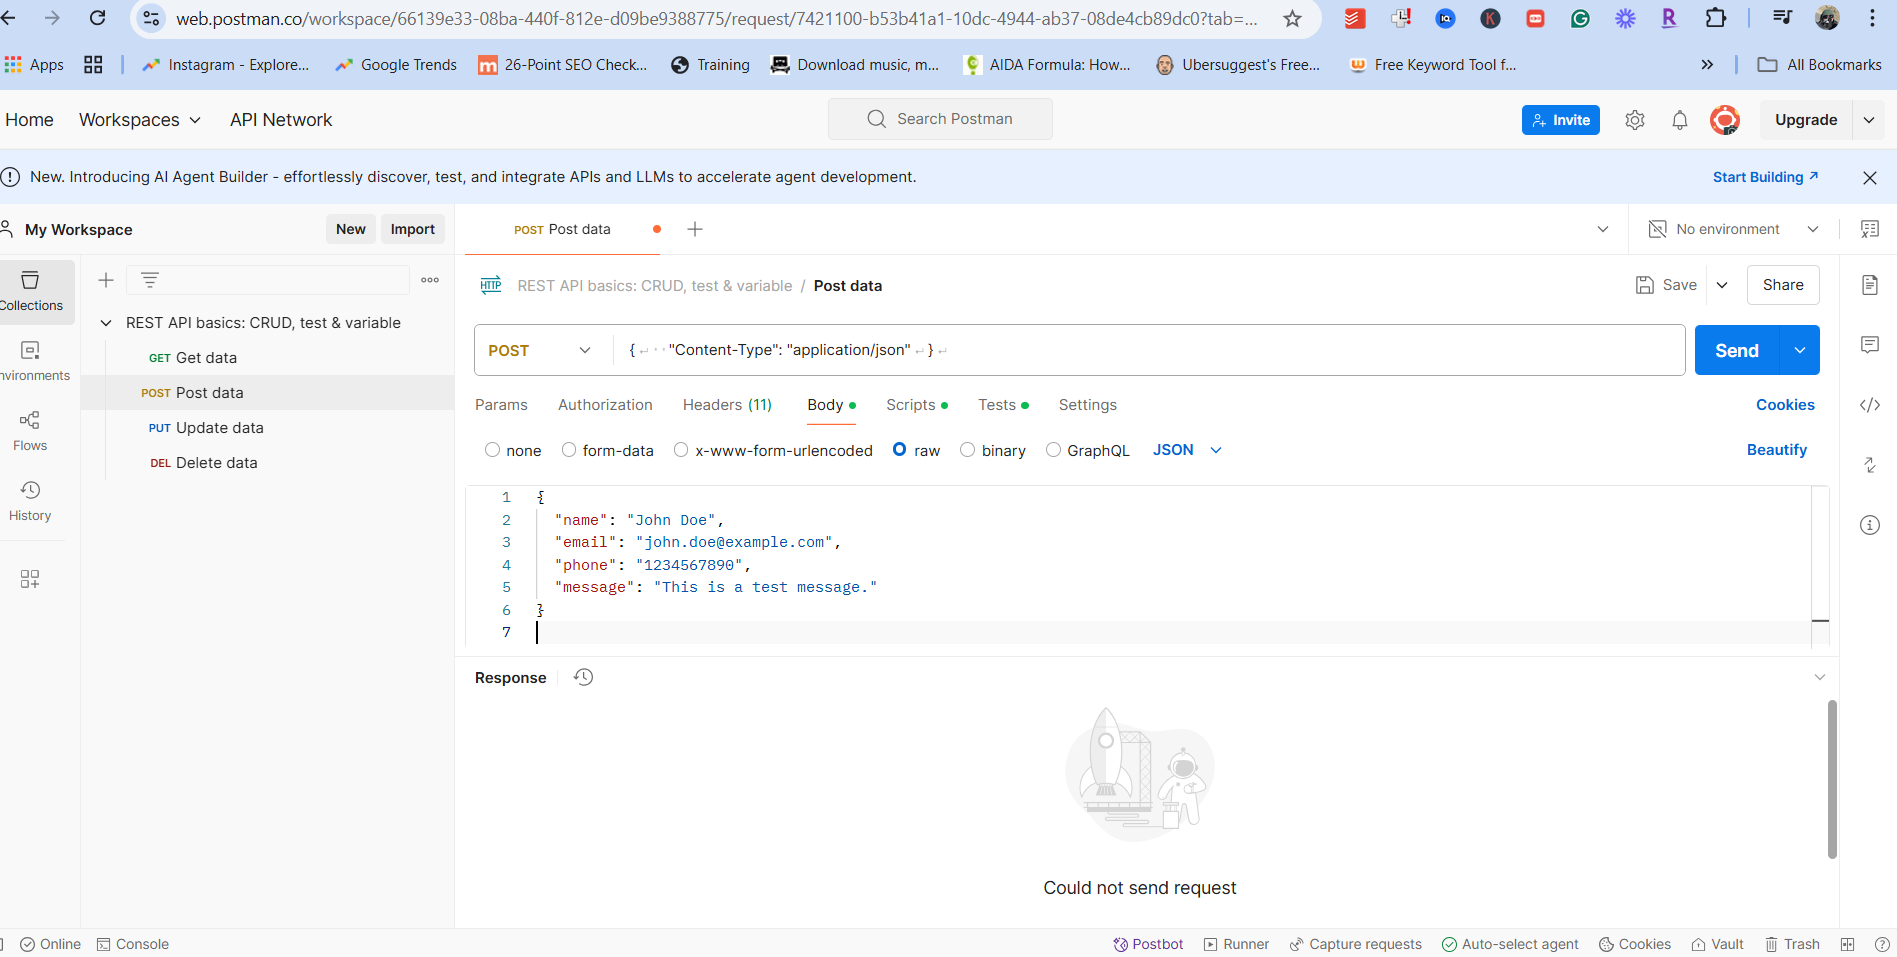 web.postman.co/workspace/66139e33-08ba-440f-812e-d09be9388775/request/7421100-b53b41a1-10dc-4944-ab37-08de4cb89dc0?tab=...
Apps Instagram - Explore... Google Trends 26-Point SEO Check... Training Download music, m... AIDA Formula: How... Ubersuggest's Free... Free Keyword Tool f... » All Bookmarks
Home Workspaces API Network Search Postman Invite Upgrade
New. Introducing AI Agent Builder - effortlessly discover, test, and integrate APIs and LLMs to accelerate agent development. Start Building ↗
My Workspace New Import POST Post data No environment
Collections
HTTP REST API basics: CRUD, test & variable / Post data Save Share
REST API basics: CRUD, test & variable
GET Get data
POST Post data
PUT Update data
DEL Delete data
nvironments
Flows
History
POST { ↵ ··"Content-Type": "application/json" ↵ } ↵ Send
Params Authorization Headers (11) Body Scripts Tests Settings Cookies
none form-data x-www-form-urlencoded raw binary GraphQL JSON Beautify
1 {
2 "name": "John Doe",
3 "email": "john.doe@example.com",
4 "phone": "1234567890",
5 "message": "This is a test message."
6 }
7
Response
Could not send request
Online Console Postbot Runner Capture requests Auto-select agent Cookies Vault Trash